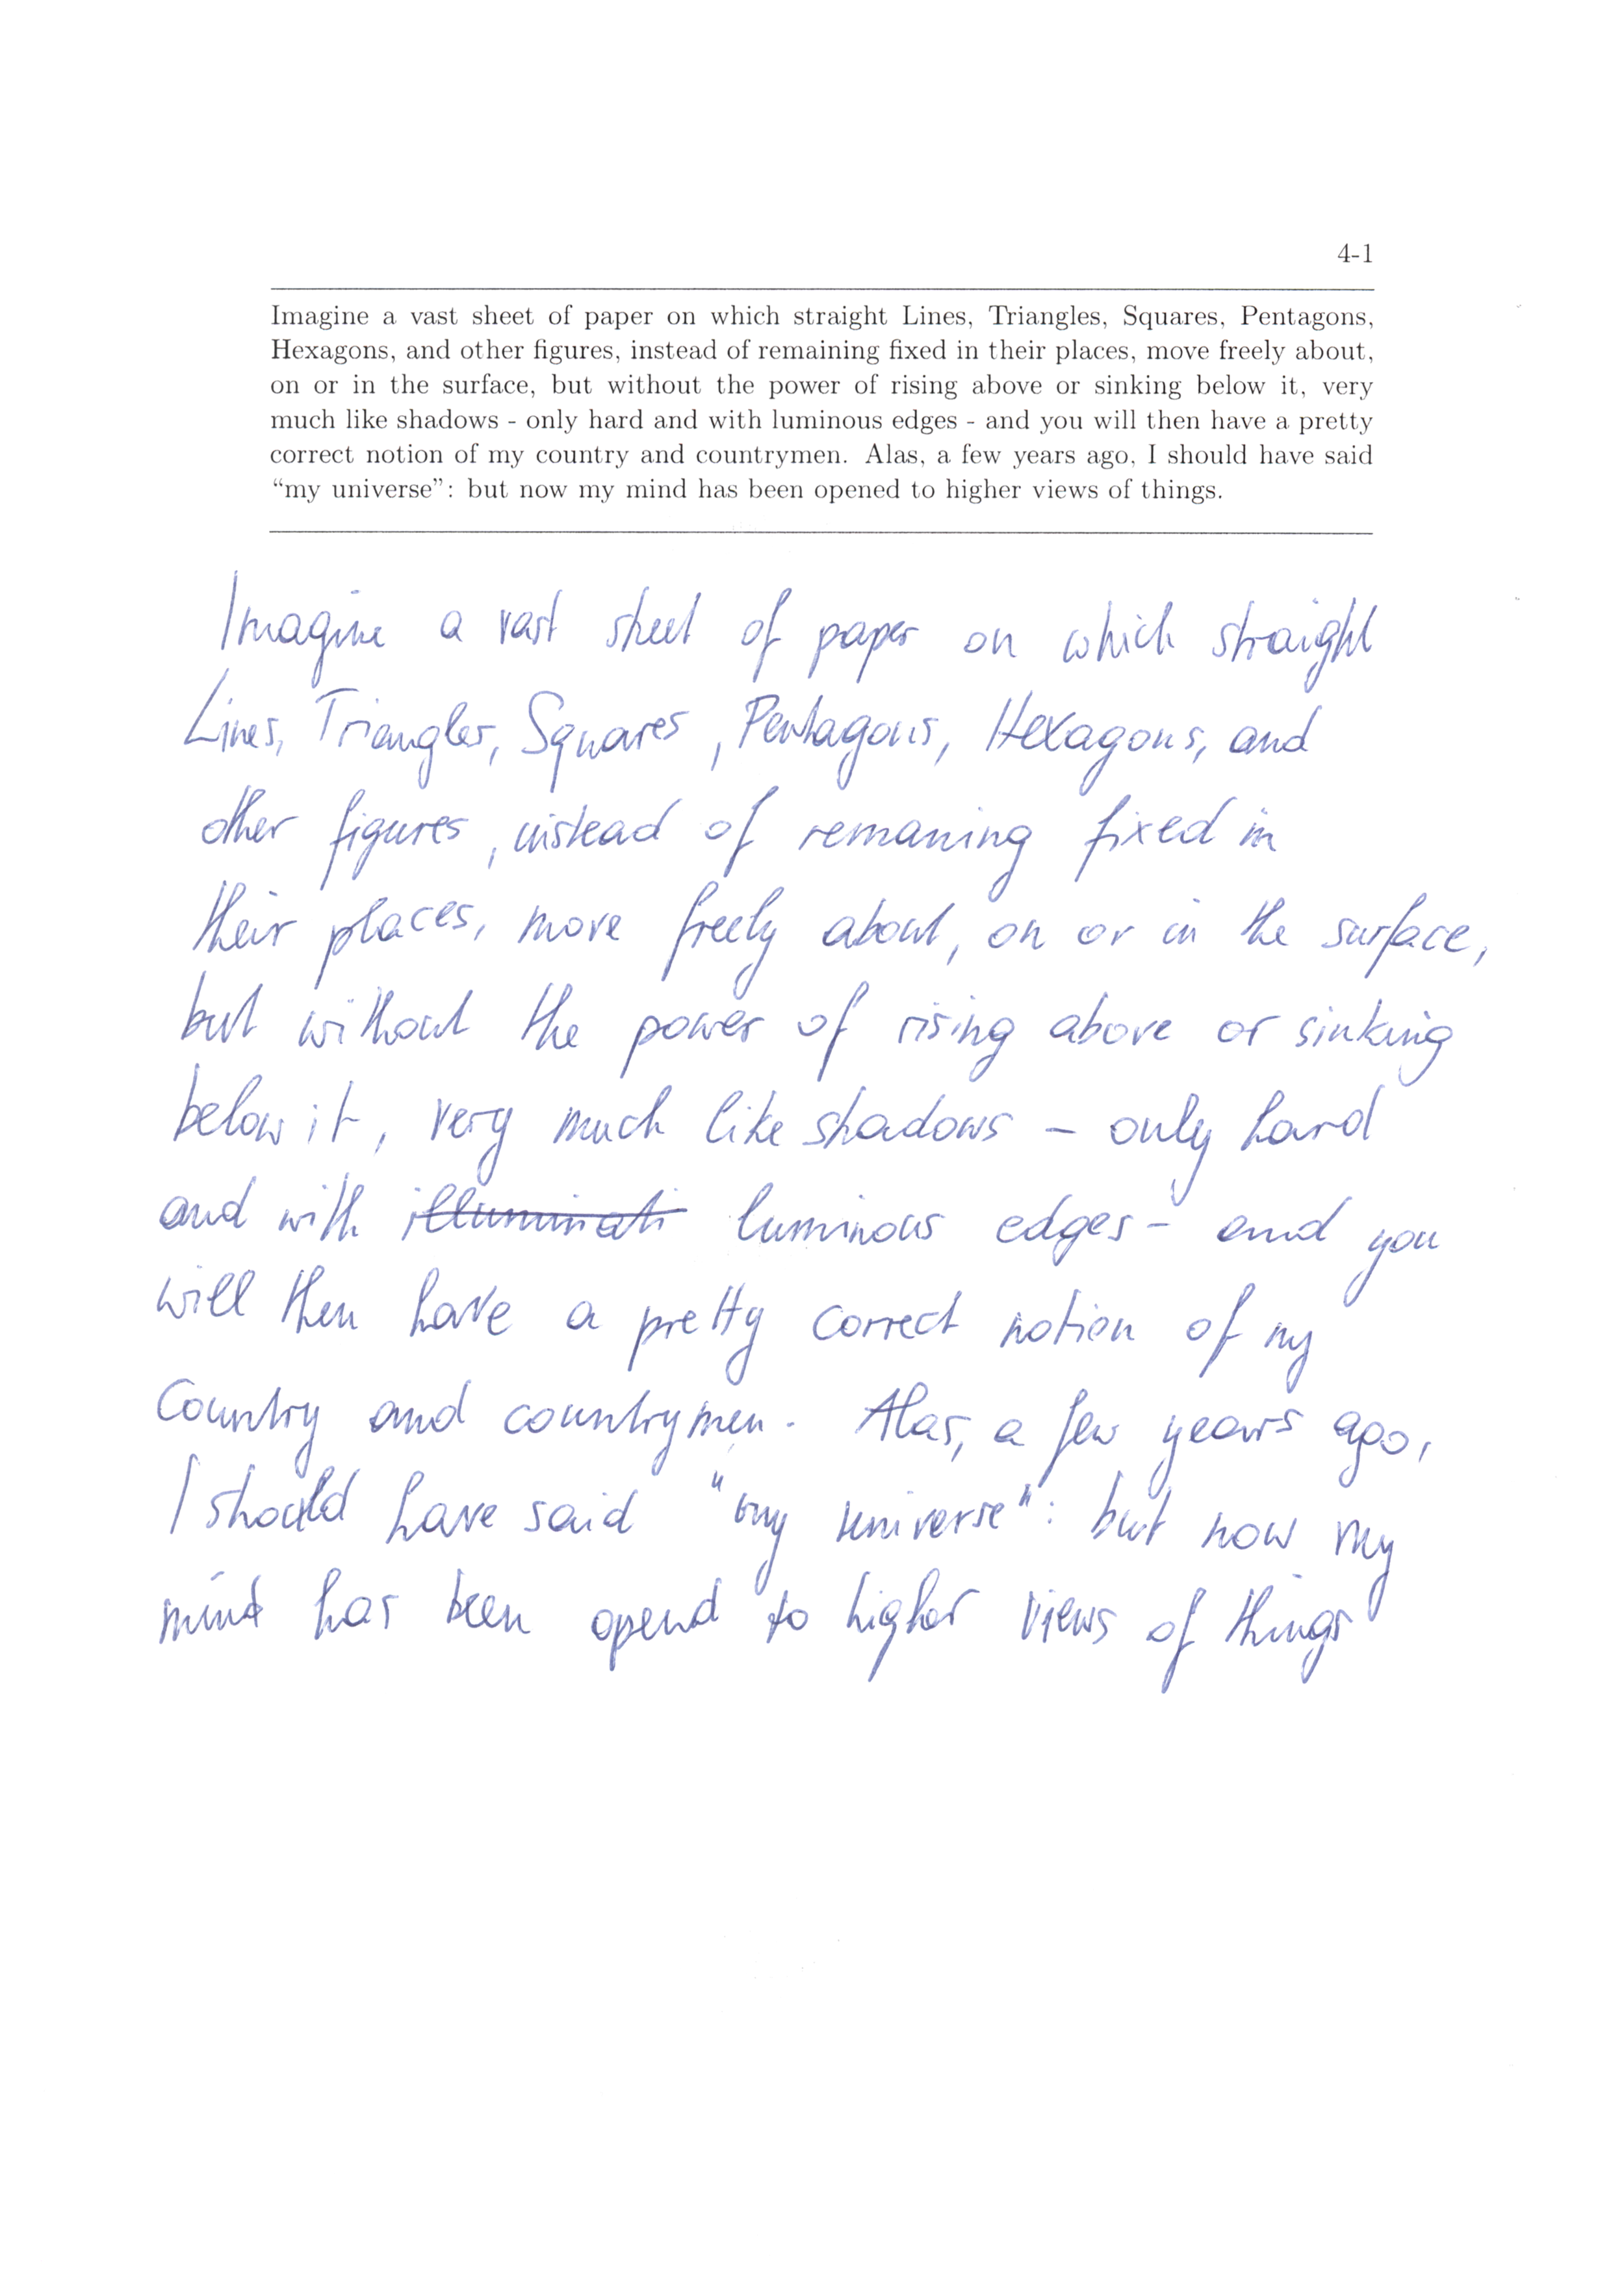 4-1
Imagine a vast sheet of paper on which straight Lines, Triangles, Squares, Pentagons,
Hexagons, and other figures, instead of remaining fixed in their places, move freely about,
on or in the surface, but without the power of rising above or sinking below it, very
much like shadows - only hard and with luminous edges - and you will then have a pretty
correct notion of my country and countrymen. Alas, a few years ago, I should have said
“my universe”: but now my mind has been opened to higher views of things.
Imagine a vast sheet of paper on which straight
Lines, Triangles, Squares, Pentagons, Hexagons, and
other figures, instead of remaning fixed in
their places, move freely about, on or in the surface,
but without the power of rising above or sinking
below it, very much like shadows - only hard
and with illuminati luminous edges - and you
will then have a pretty correct notion of my
Country and countrymen. Alas, a few years ago,
I should have said "my universe": but now my
mind has been opend to higher views of things